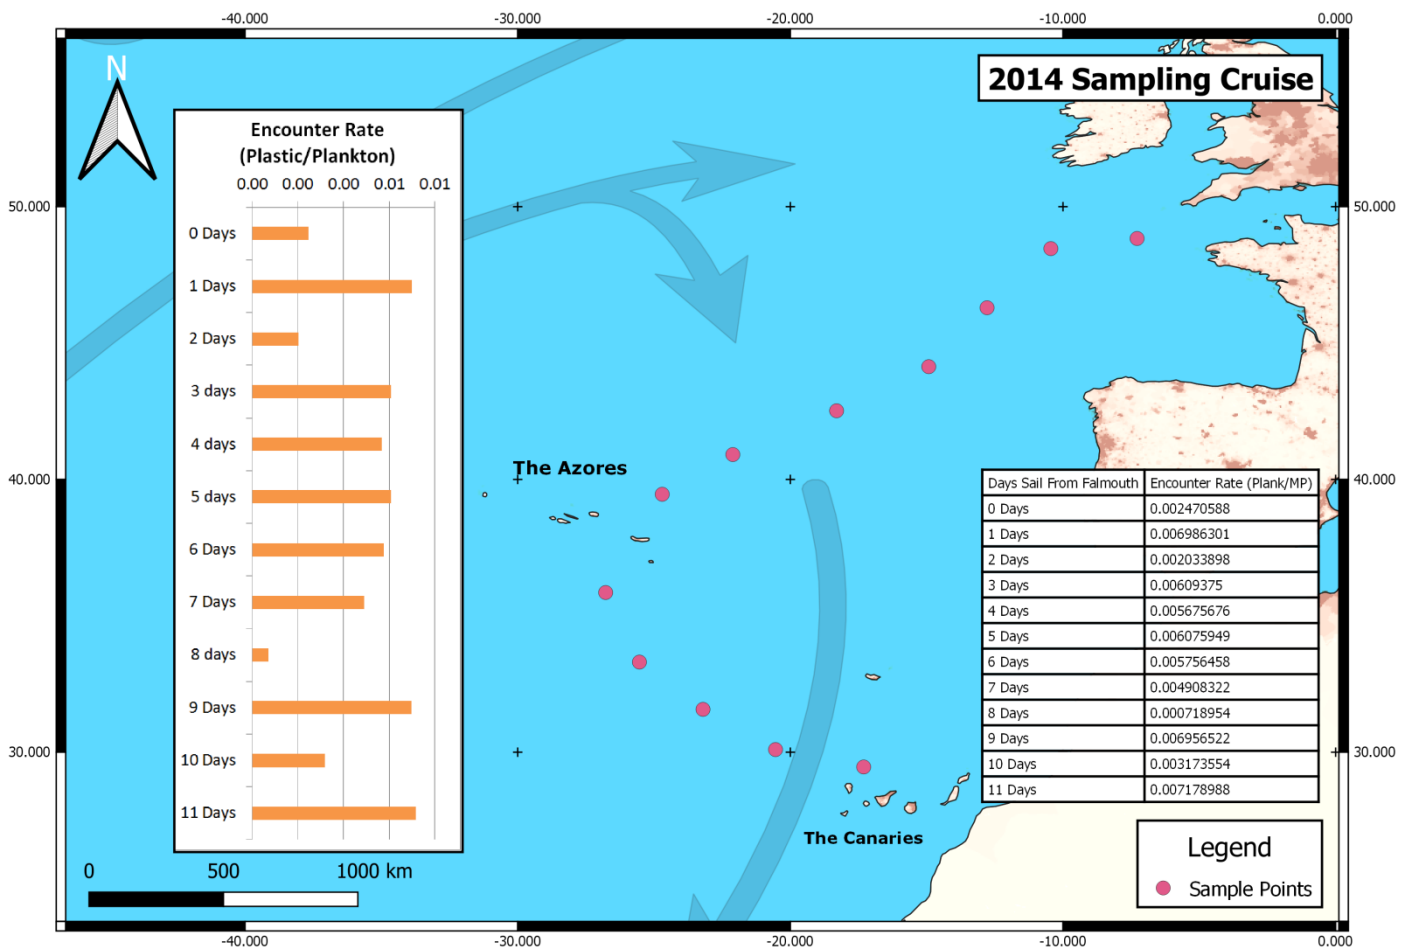 -40.000 -30.000 -20.000 -10.000 0.000
N
2014 Sampling Cruise
Encounter Rate
(Plastic/Plankton)
0.00 0.00 0.00 0.01 0.01
0 Days
1 Days
2 Days
3 days
4 days
5 days
6 Days
7 Days
8 days
9 Days
10 Days
11 Days
50.000 50.000
40.000 40.000
30.000 30.000
The Azores
The Canaries
Days Sail From Falmouth Encounter Rate (Plank/MP)
0 Days 0.002470588
1 Days 0.006986301
2 Days 0.002033898
3 Days 0.00609375
4 Days 0.005675676
5 Days 0.006075949
6 Days 0.005756458
7 Days 0.004908322
8 Days 0.000718954
9 Days 0.006956522
10 Days 0.003173554
11 Days 0.007178988
Legend
Sample Points
0 500 1000 km
-40.000 -30.000 -20.000 -10.000 0.000